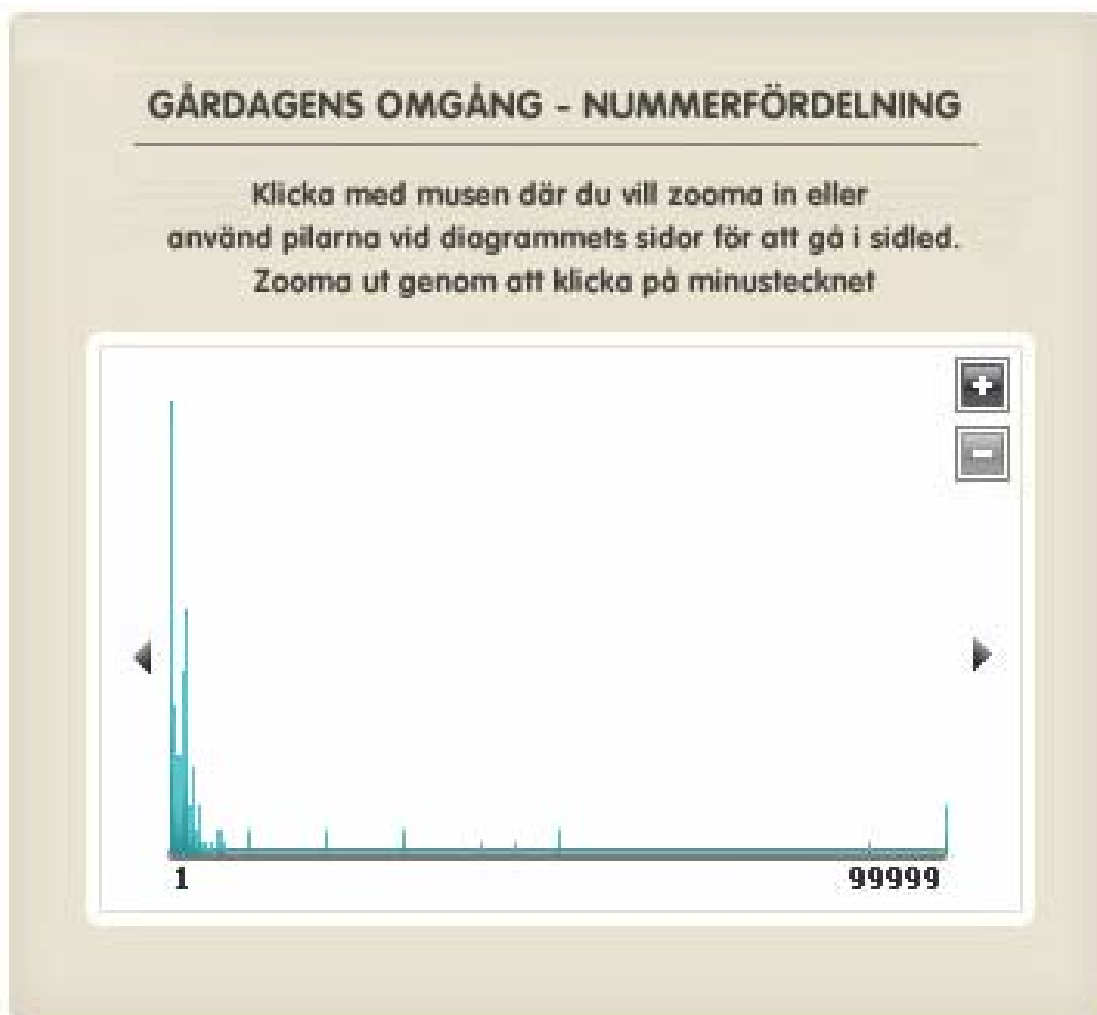 GÅRDAGENS OMGÅNG - NUMMERFÖRDELNING
Klicka med musen där du vill zooma in eller
använd pilarna vid diagrammets sidor för att gå i sidled.
Zooma ut genom att klicka på minustecknet
1
99999